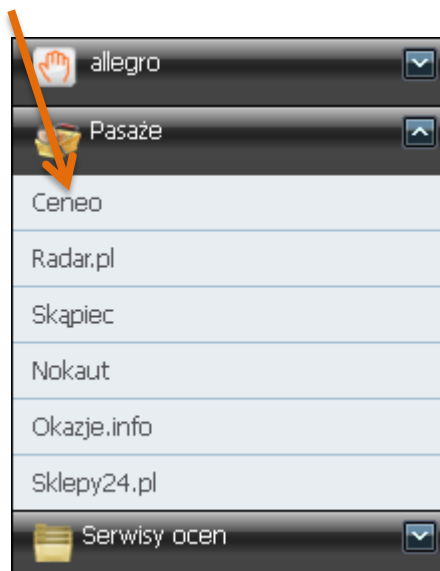 allegro
Pasaże
Ceneo
Radar.pl
Skąpiec
Nokaut
Okazje.info
Sklepy24.pl
Serwisy ocen